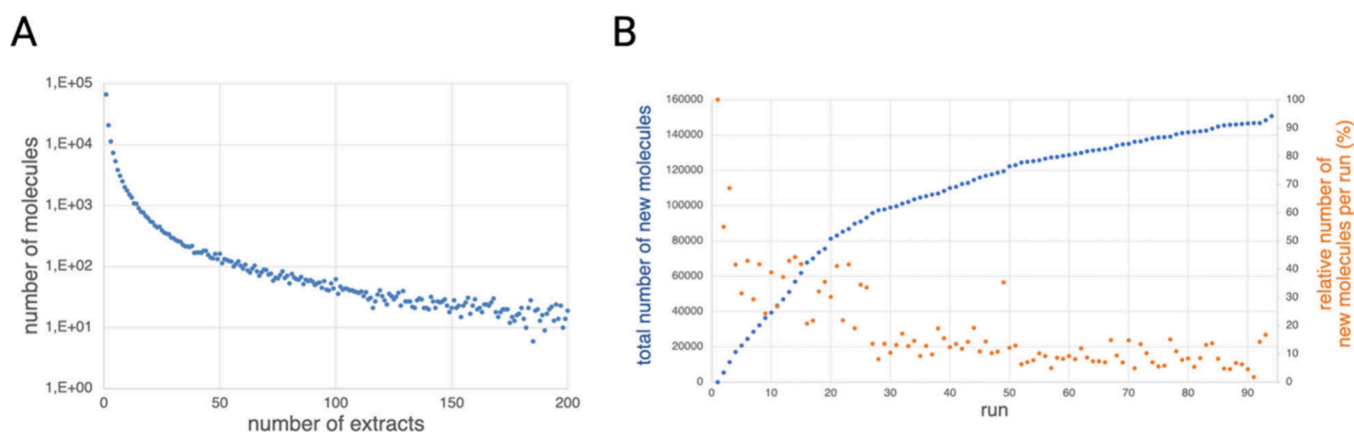 A
B
1,E+05
1,E+04
1,E+03
1,E+02
1,E+01
1,E+00
number of molecules
0 50 100 150 200
number of extracts
total number of new molecules
160000
140000
120000
100000
80000
60000
40000
20000
0
0 10 20 30 40 50 60 70 80 90
run
100
90
80
70
60
50
40
30
20
10
0
relative number of
new molecules per run (%)